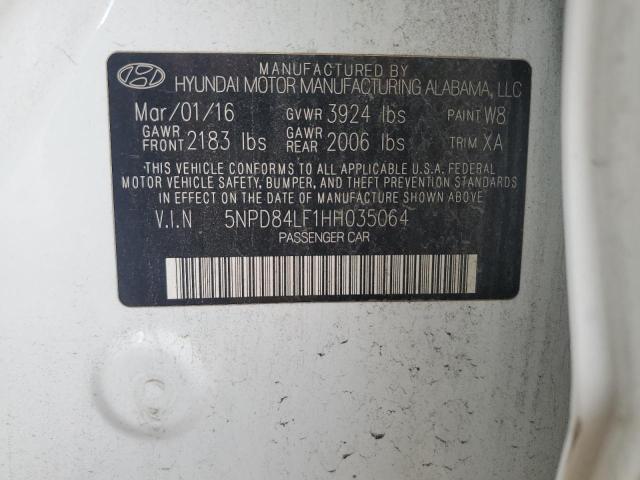 MANUFACTURED BY
HYUNDAI MOTOR MANUFACTURING ALABAMA, LLC
Mar/01/16 GVWR 3924 lbs PAINT W8
GAWR FRONT 2183 lbs GAWR REAR 2006 lbs TRIM XA
THIS VEHICLE CONFORMS TO ALL APPLICABLE U.S.A. FEDERAL
MOTOR VEHICLE SAFETY, BUMPER, AND THEFT PREVENTION STANDARDS
IN EFFECT ON THE DATE OF MANUFACTURE SHOWN ABOVE
V.I.N 5NPD84LF1HH035064
PASSENGER CAR